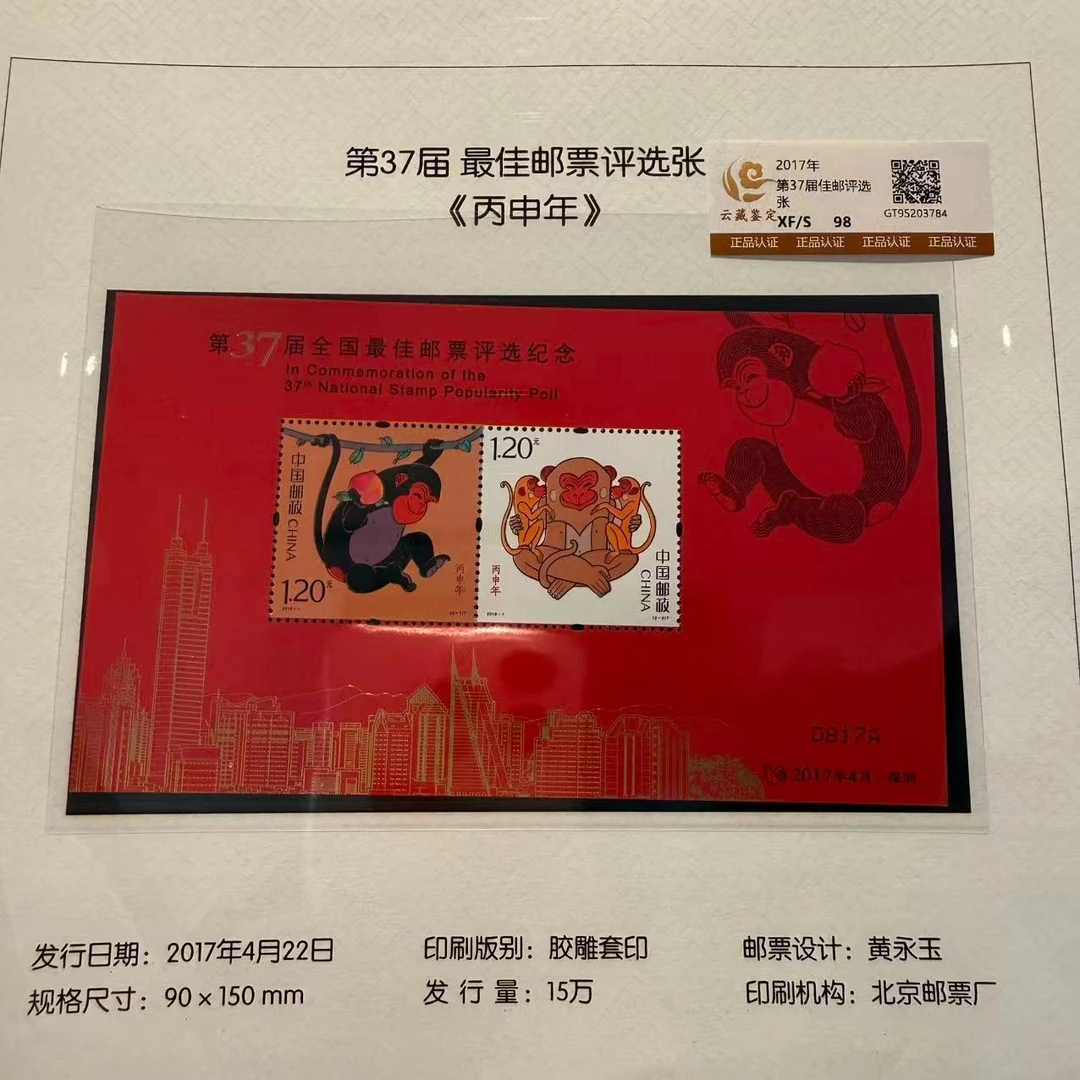 第37届 最佳邮票评选张
《丙申年》
云藏鉴定
2017年
第37届佳邮评选
张
XF/S 98
GT95203784
正品认证 正品认证 正品认证 正品认证
第37届全国最佳邮票评选纪念
In Commemoration of the
37th National Stamp Popularity Poll
中国邮政 CHINA
1.20元
丙申年
2016-1
(2-1)T
1.20元
丙申年
2016-1
中国邮政 CHINA
(2-2)T
2017年4月·深圳
发行日期：2017年4月22日
印刷版别：胶雕套印
邮票设计：黄永玉
规格尺寸：90×150 mm
发行量：15万
印刷机构：北京邮票厂